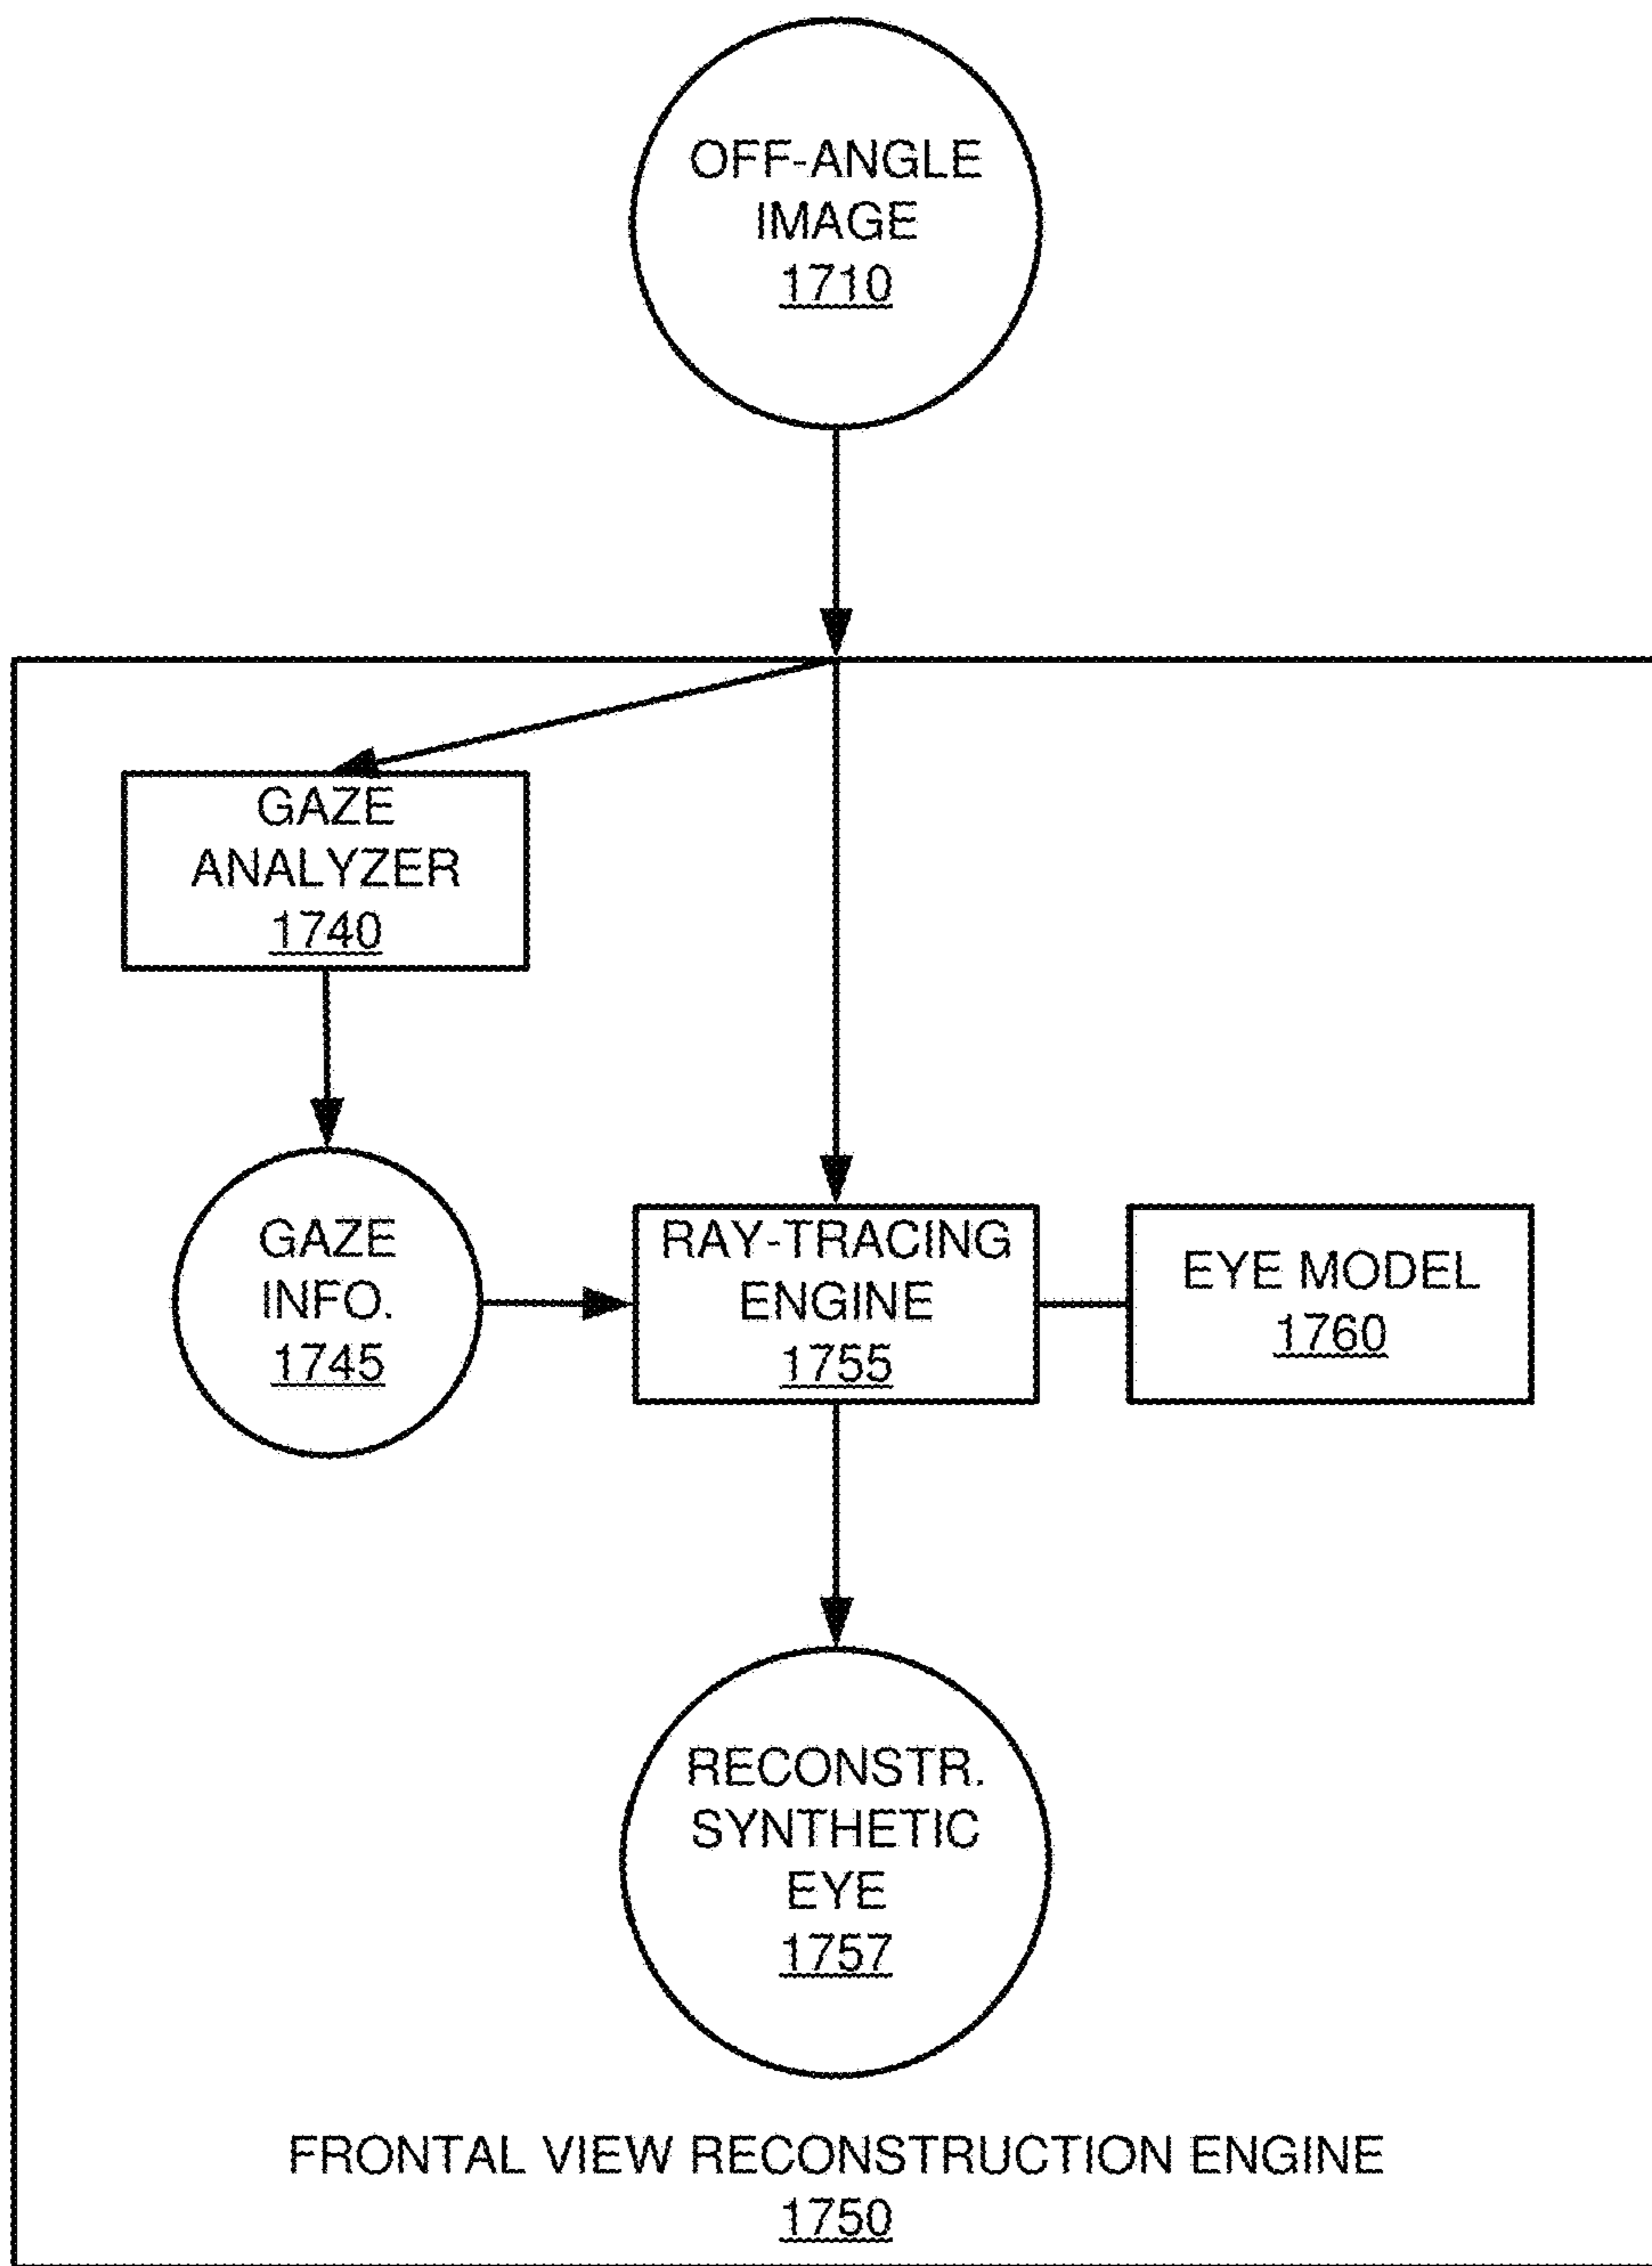 OFF-ANGLE
IMAGE
1710
GAZE
ANALYZER
1740
GAZE
INFO.
1745
RAY-TRACING
ENGINE
1755
EYE MODEL
1760
RECONSTR.
SYNTHETIC
EYE
1757
FRONTAL VIEW RECONSTRUCTION ENGINE
1750